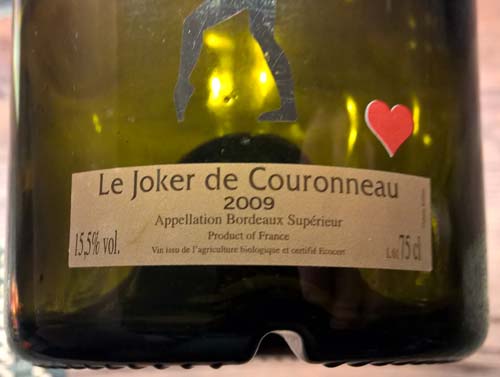 Le Joker de Couronneau
2009
Appellation Bordeaux Supérieur
Product of France
15,5% vol.
Vin issu de l'agriculture biologique et certifié Ecocert
75 cl